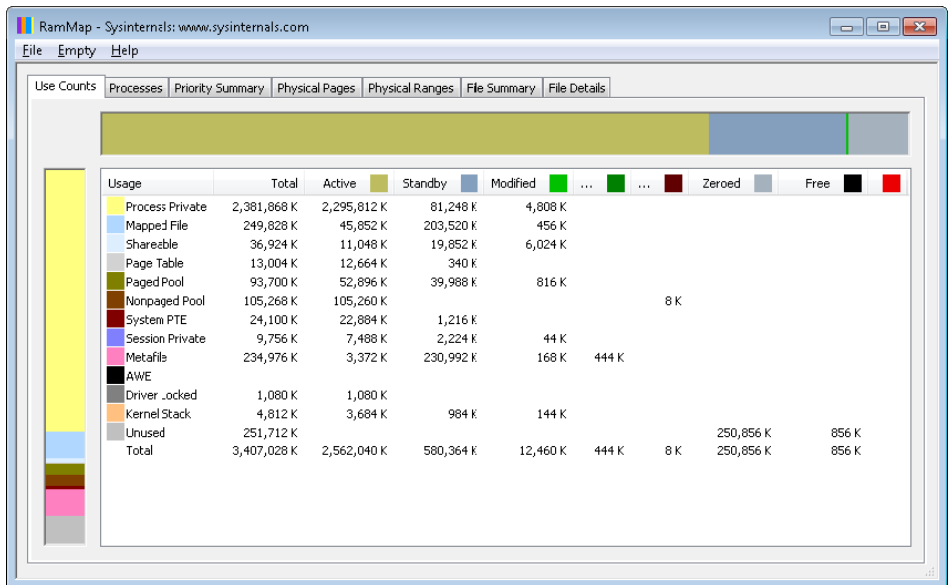 RamMap - Sysinternals: www.sysinternals.com
File Empty Help
Use Counts Processes Priority Summary Physical Pages Physical Ranges File Summary File Details
Usage Total Active Standby Modified ... ... Zeroed Free
Process Private 2,381,868 K 2,295,812 K 81,248 K 4,808 K
Mapped File 249,828 K 45,852 K 203,520 K 456 K
Shareable 36,924 K 11,048 K 19,852 K 6,024 K
Page Table 13,004 K 12,664 K 340 K
Paged Pool 93,700 K 52,896 K 39,988 K 816 K
Nonpaged Pool 105,268 K 105,260 K 8 K
System PTE 24,100 K 22,884 K 1,216 K
Session Private 9,756 K 7,488 K 2,224 K 44 K
Metafile 234,976 K 3,372 K 230,992 K 168 K 444 K
AWE
Driver Locked 1,080 K 1,080 K
Kernel Stack 4,812 K 3,684 K 984 K 144 K
Unused 251,712 K 250,856 K 856 K
Total 3,407,028 K 2,562,040 K 580,364 K 12,460 K 444 K 8 K 250,856 K 856 K